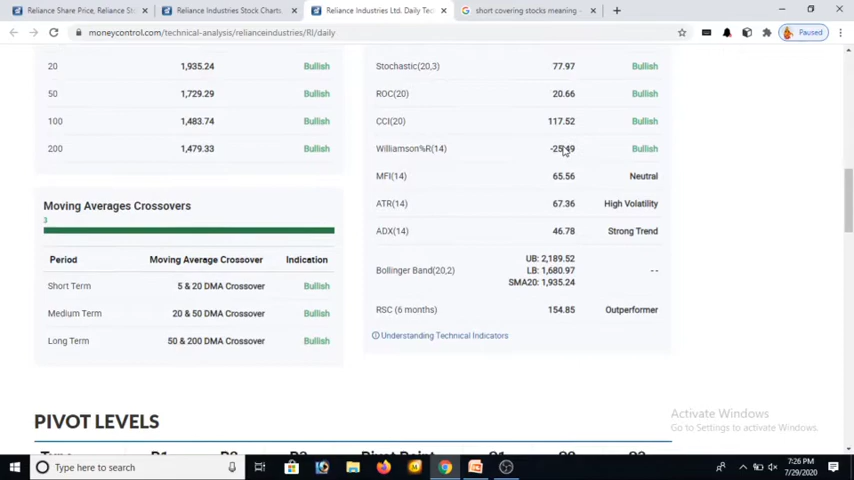 Reliance Share Price, Reliance Sto
Reliance Industries Stock Charts
Reliance Industries Ltd. Daily Tec
short covering stocks meaning -
moneycontrol.com/technical-analysis/relianceindustries/RI/daily
Paused
20 1,935.24 Bullish
50 1,729.29 Bullish
100 1,483.74 Bullish
200 1,479.33 Bullish
Moving Averages Crossovers
3
Period Moving Average Crossover Indication
Short Term 5 & 20 DMA Crossover Bullish
Medium Term 20 & 50 DMA Crossover Bullish
Long Term 50 & 200 DMA Crossover Bullish
Stochastic(20,3) 77.97 Bullish
ROC(20) 20.66 Bullish
CCI(20) 117.52 Bullish
Williamson%R(14) Bullish
MFI(14) 65.56 Neutral
ATR(14) 67.36 High Volatility
ADX(14) 46.78 Strong Trend
UB: 2,189.52
Bollinger Band(20,2) LB: 1,680.97 - -
SMA20: 1,935.24
RSC (6 months) 154.85 Outperformer
Understanding Technical Indicators
PIVOT LEVELS
Activate Windows
Go to Settings to activate Windows.
Type here to search
7:26 PM
7/29/2020